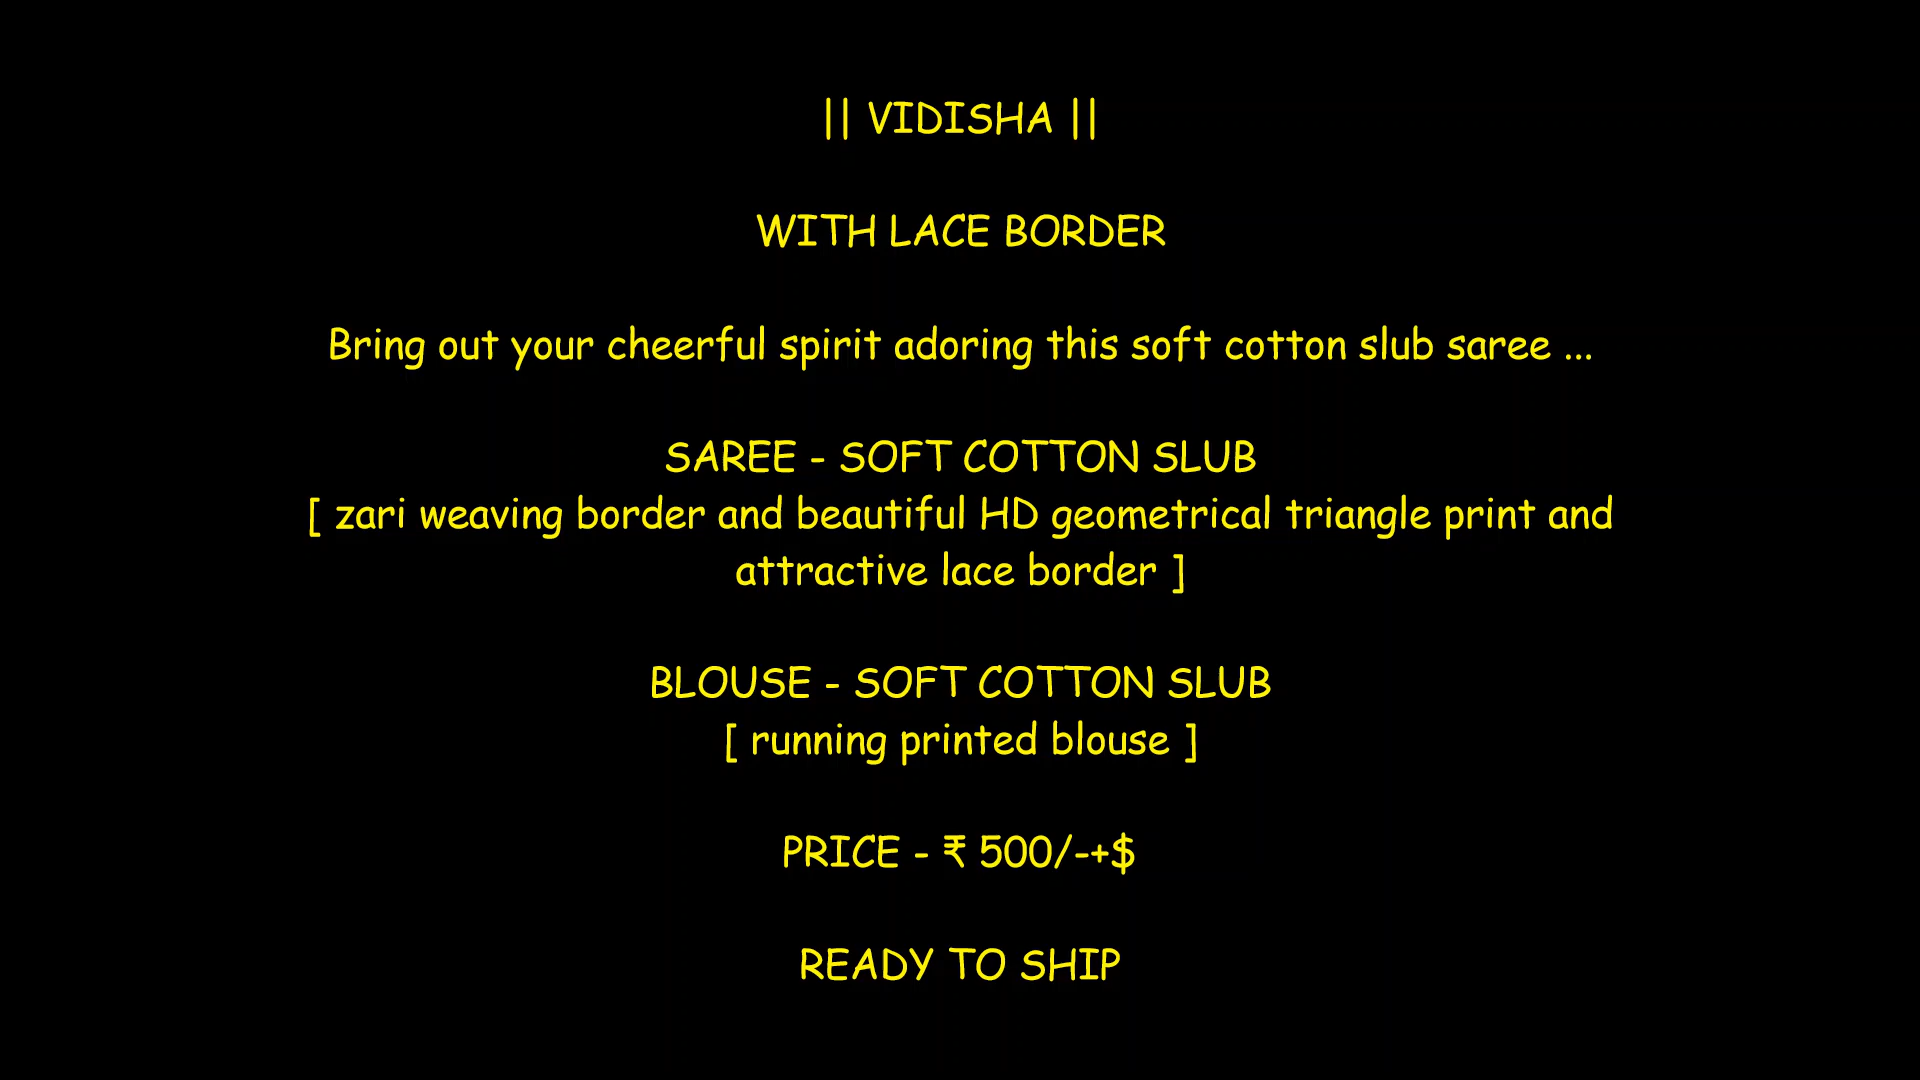 || VIDISHA ||
WITH LACE BORDER
Bring out your cheerful spirit adoring this soft cotton slub saree ...
SAREE - SOFT COTTON SLUB
[ zari weaving border and beautiful HD geometrical triangle print and
attractive lace border ]
BLOUSE - SOFT COTTON SLUB
[ running printed blouse ]
PRICE - ₹ 500/-+$
READY TO SHIP